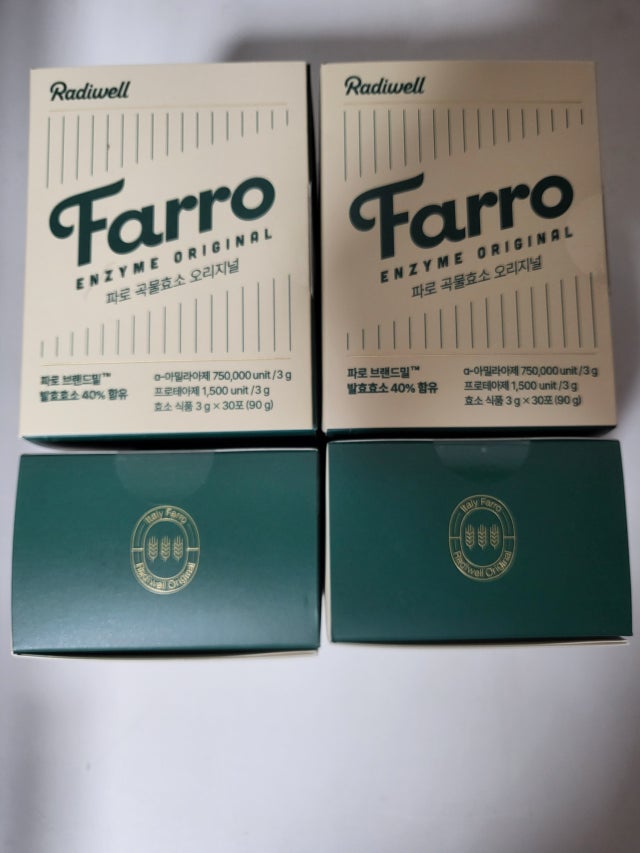 Radiwell
Farro
ENZYME ORIGINAL
파로 곡물효소 오리지널
파로 브랜드밀™
발효효소 40% 함유
α-아밀라아제 750,000 unit / 3 g
프로테아제 1,500 unit / 3 g
효소 식품 3 g × 30포 (90 g)
Radiwell
Farro
ENZYME ORIGINAL
파로 곡물효소 오리지널
파로 브랜드밀™
발효효소 40% 함유
α-아밀라아제 750,000 unit / 3 g
프로테아제 1,500 unit / 3 g
효소 식품 3 g × 30포 (90 g)
Italy Farro
Radiwell Original
Italy Farro
Radiwell Original